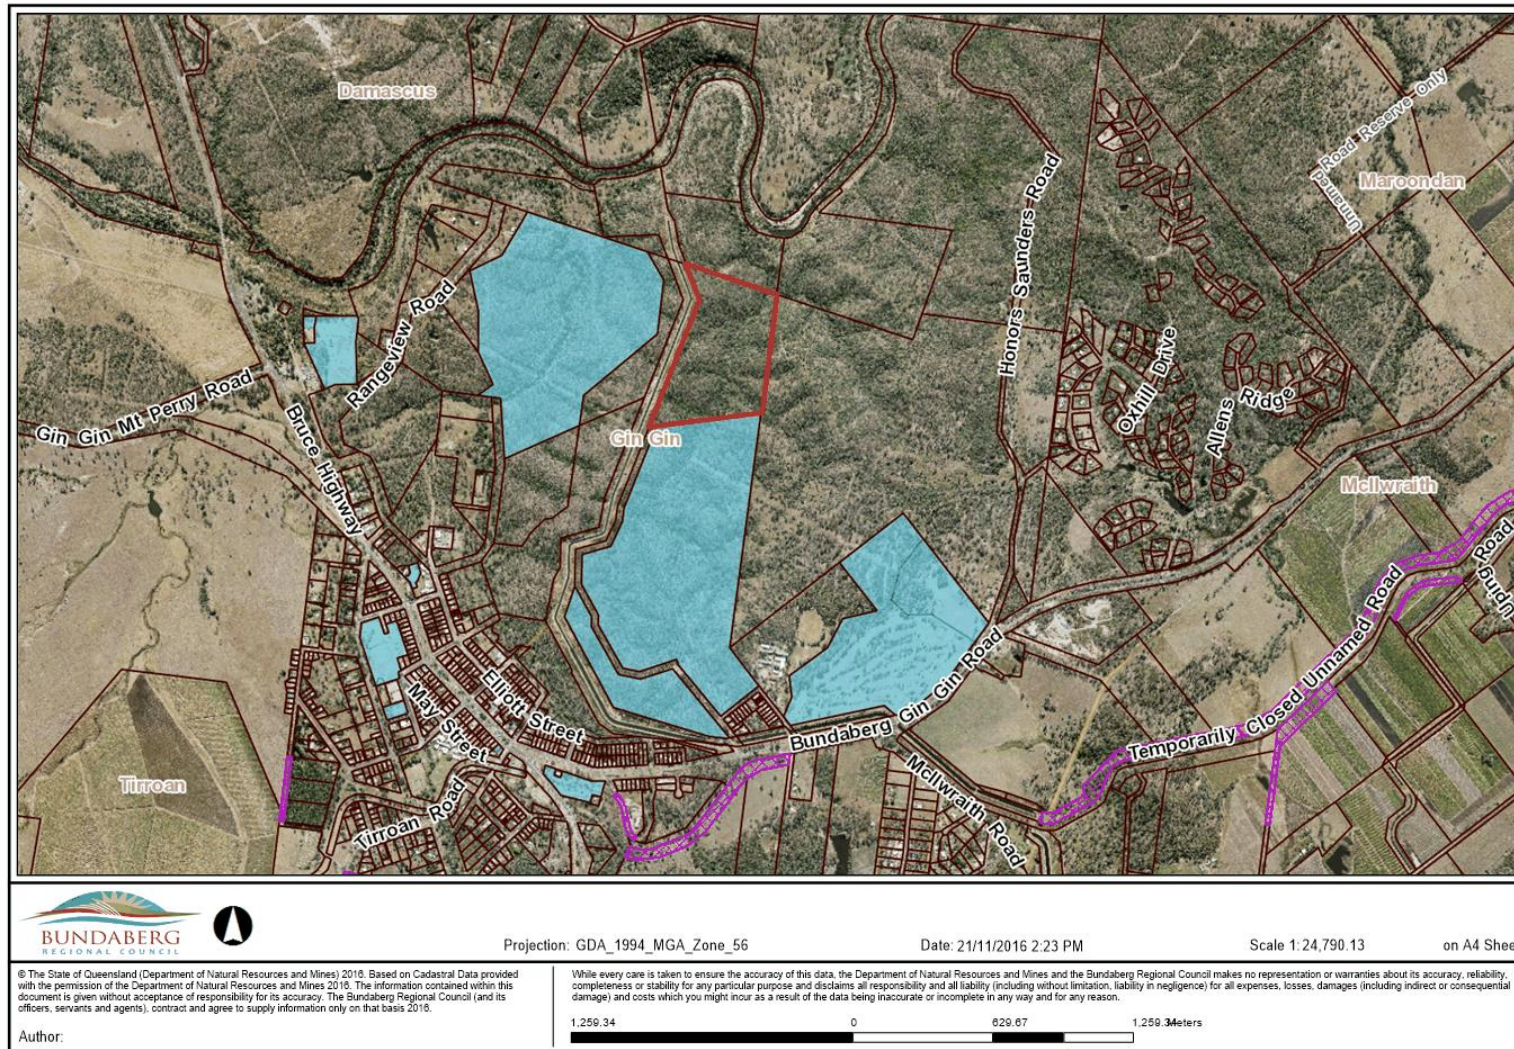 Damascus
Unnamed Road Reserve Only
Maroondan
Honors Saunders Road
Rangeview Road
Gin Gin Mt Perry Road
Bruce Highway
Gin Gin
Oxhill Drive
Allens Ridge
McIlwraith
Uping Road
Temporarily Closed Unnamed Road
Elliott Street
May Street
Bundaberg Gin Gin Road
McIlwraith Road
Tirroan
Tirroan Road
BUNDABERG
REGIONAL COUNCIL
Projection: GDA_1994_MGA_Zone_56
Date: 21/11/2016 2:23 PM
Scale 1:24,790.13
on A4 Shee
© The State of Queensland (Department of Natural Resources and Mines) 2016. Based on Cadastral Data provided
with the permission of the Department of Natural Resources and Mines 2016. The information contained within this
document is given without acceptance of responsibility for its accuracy. The Bundaberg Regional Council (and its
officers, servants and agents), contract and agree to supply information only on that basis 2016.
Author:
While every care is taken to ensure the accuracy of this data, the Department of Natural Resources and Mines and the Bundaberg Regional Council makes no representation or warranties about its accuracy, reliability,
completeness or stability for any particular purpose and disclaims all responsibility and all liability (including without limitation, liability in negligence) for all expenses, losses, damages (including indirect or consequential
damage) and costs which you might incur as a result of the data being inaccurate or incomplete in any way and for any reason.
1,259.34
0
629.67
1,259.34
Meters